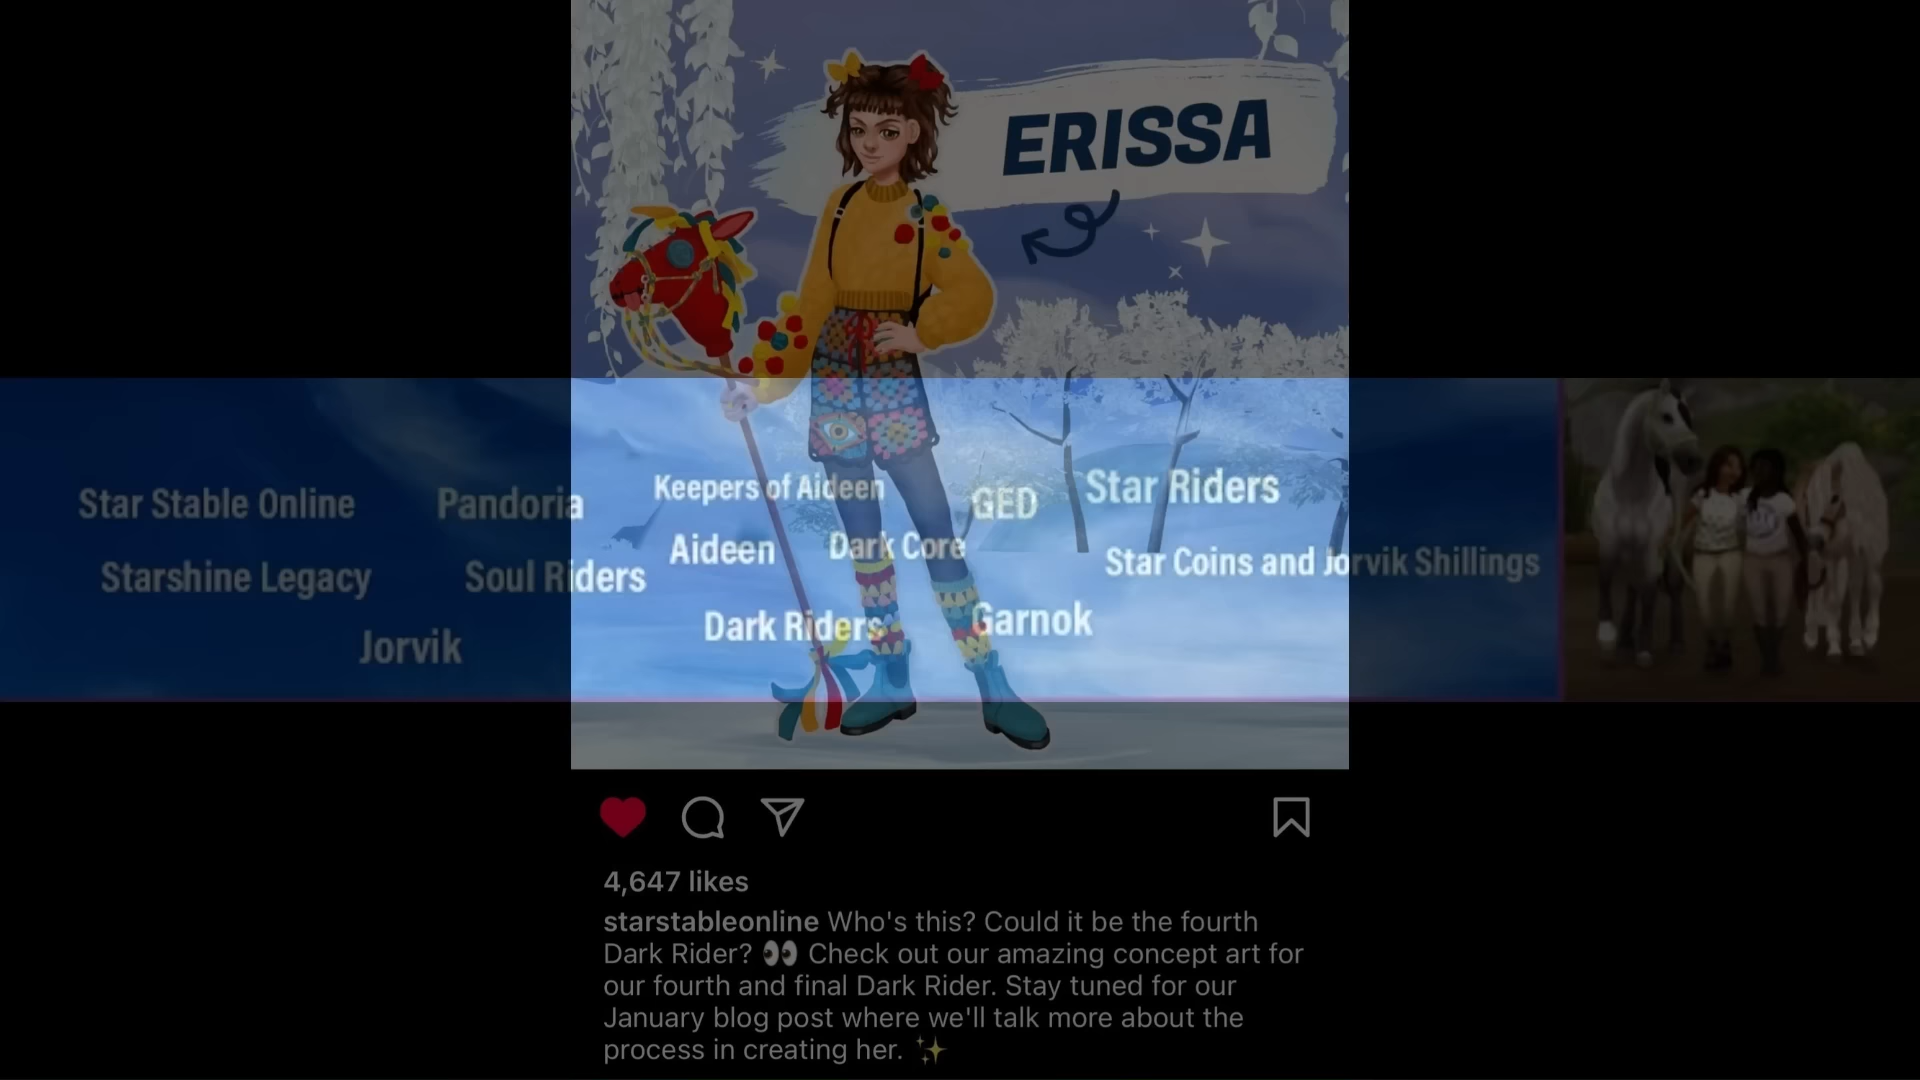 ERISSA
Star Stable Online
Pandoria
Keepers of Aideen
GED
Star Riders
Starshine Legacy
Soul Riders
Aideen
Dark Core
Star Coins and Jorvik Shillings
Jorvik
Dark Riders
Garnok
4,647 likes
starstableonline Who's this? Could it be the fourth
Dark Rider? 👀 Check out our amazing concept art for
our fourth and final Dark Rider. Stay tuned for our
January blog post where we'll talk more about the
process in creating her. ✨